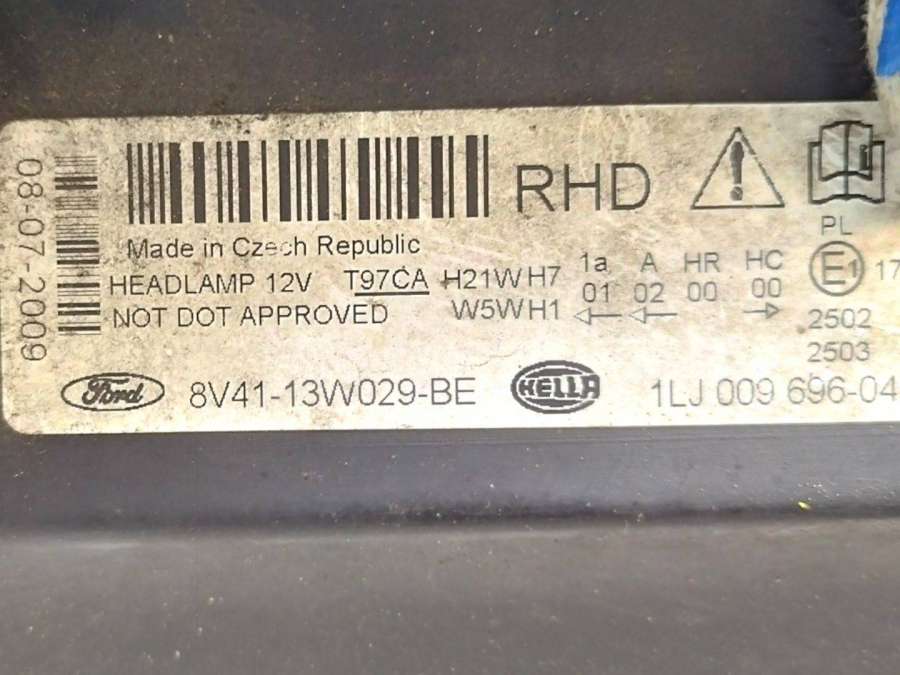 08-07-2009
RHD
Made in Czech Republic
HEADLAMP 12V T97CA H21W H7
W5W H1
NOT DOT APPROVED
1a A HR HC
01 02 00 00
PL
E1 17
2502
2503
Ford 8V41-13W029-BE HELLA 1LJ 009 696-04